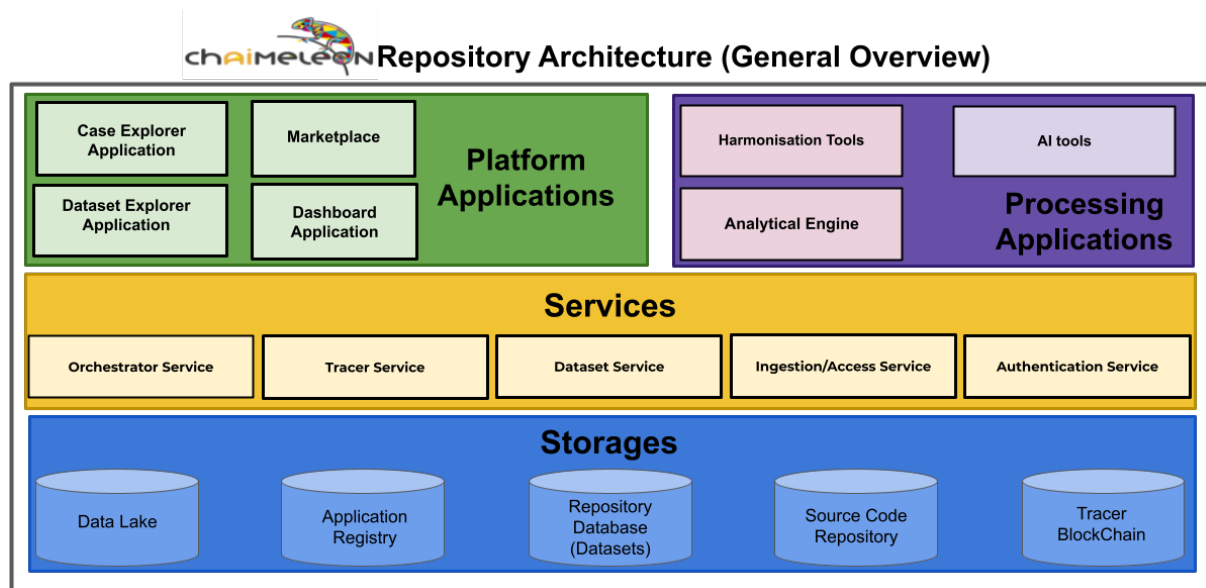 chaimeleon Repository Architecture (General Overview)
Case Explorer
Application
Marketplace
Dataset Explorer
Application
Dashboard
Application
Platform
Applications
Harmonisation Tools
AI tools
Analytical Engine
Processing
Applications
Services
Orchestrator Service
Tracer Service
Dataset Service
Ingestion/Access Service
Authentication Service
Storages
Data Lake
Application
Registry
Repository
Database
(Datasets)
Source Code
Repository
Tracer
BlockChain